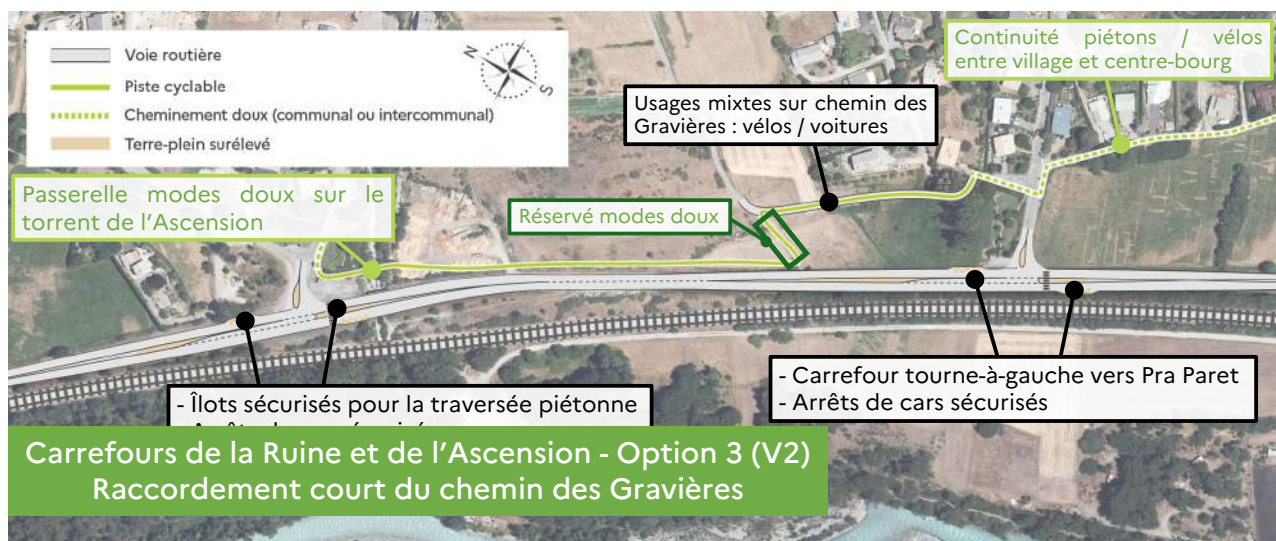 Voie routière
Piste cyclable
Cheminement doux (communal ou intercommunal)
Terre-plein surélevé
N
S
Continuité piétons / vélos
entre village et centre-bourg
Usages mixtes sur chemin des
Gravières : vélos / voitures
Passerelle modes doux sur le
torrent de l’Ascension
Réservé modes doux
- Îlots sécurisés pour la traversée piétonne
- Carrefour tourne-à-gauche vers Pra Paret
- Arrêts de cars sécurisés
Carrefours de la Ruine et de l’Ascension - Option 3 (V2)
Raccordement court du chemin des Gravières